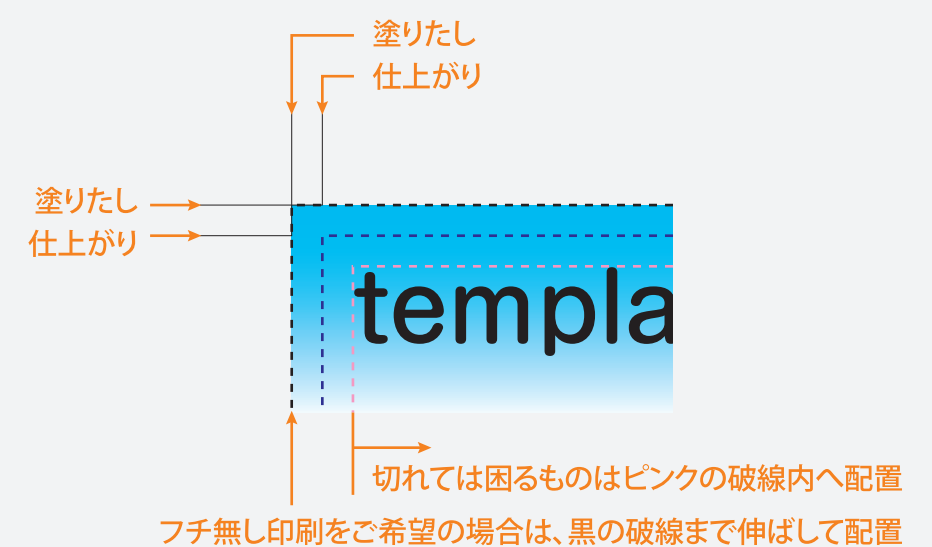 塗りたし
仕上がり
塗りたし
仕上がり
templa
切れては困るものはピンクの破線内へ配置
フチ無し印刷をご希望の場合は、黒の破線まで伸ばして配置